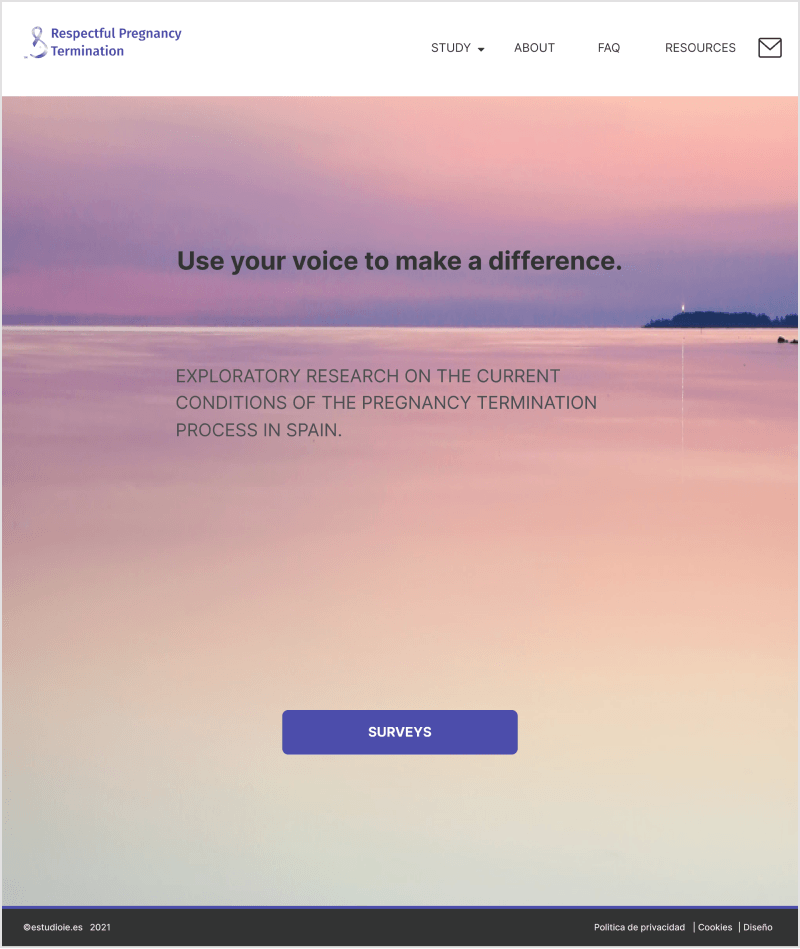 Respectful Pregnancy
Termination
STUDY
ABOUT
FAQ
RESOURCES
Use your voice to make a difference.
EXPLORATORY RESEARCH ON THE CURRENT
CONDITIONS OF THE PREGNANCY TERMINATION
PROCESS IN SPAIN.
SURVEYS
©estudioie.es 2021
Politica de privacidad | Cookies | Diseño